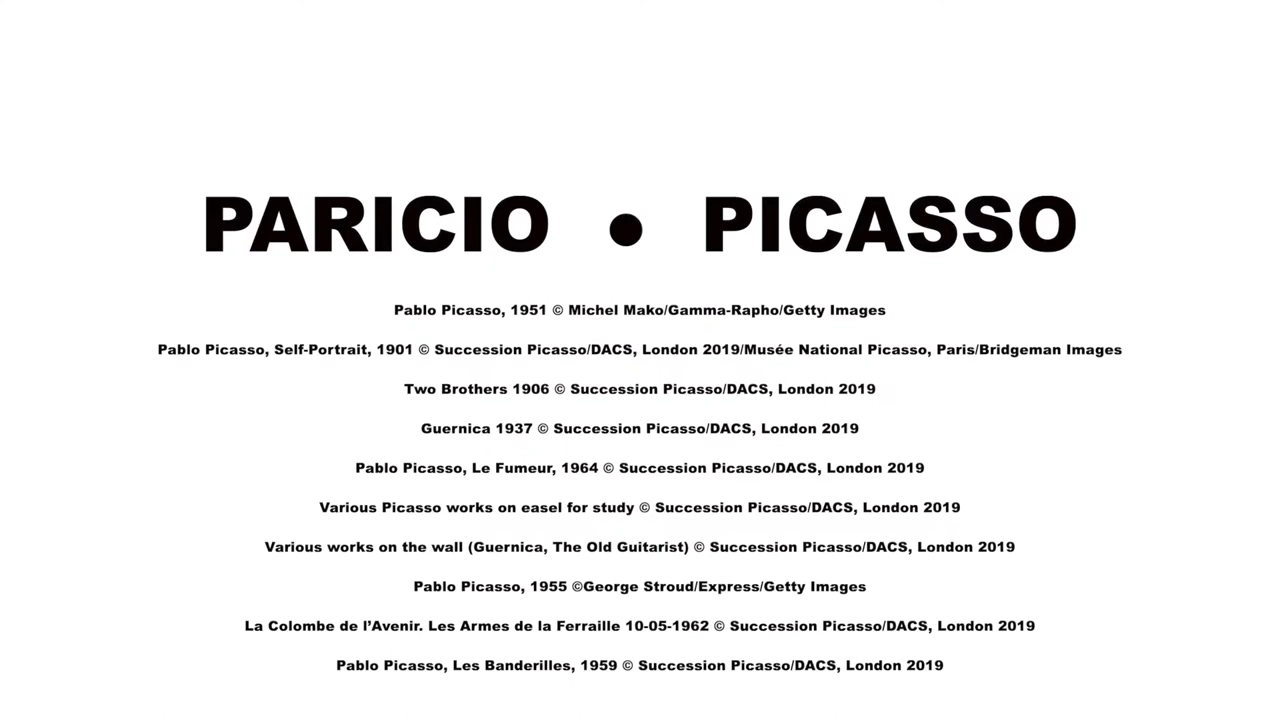 PARICIO • PICASSO
Pablo Picasso, 1951 © Michel Mako/Gamma-Rapho/Getty Images
Pablo Picasso, Self-Portrait, 1901 © Succession Picasso/DACS, London 2019/Musée National Picasso, Paris/Bridgeman Images
Two Brothers 1906 © Succession Picasso/DACS, London 2019
Guernica 1937 © Succession Picasso/DACS, London 2019
Pablo Picasso, Le Fumeur, 1964 © Succession Picasso/DACS, London 2019
Various Picasso works on easel for study © Succession Picasso/DACS, London 2019
Various works on the wall (Guernica, The Old Guitarist) © Succession Picasso/DACS, London 2019
Pablo Picasso, 1955 ©George Stroud/Express/Getty Images
La Colombe de l’Avenir. Les Armes de la Ferraille 10-05-1962 © Succession Picasso/DACS, London 2019
Pablo Picasso, Les Banderilles, 1959 © Succession Picasso/DACS, London 2019